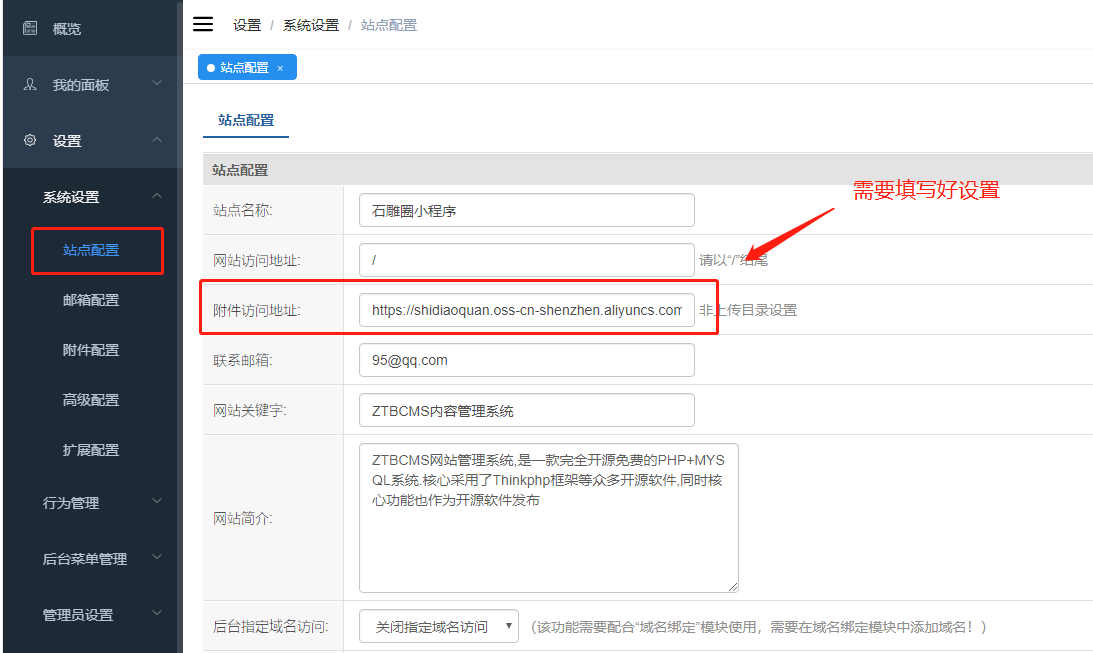 概览
我的面板
设置
系统设置
站点配置
邮箱配置
附件配置
高级配置
扩展配置
行为管理
后台菜单管理
管理员设置
设置 / 系统设置 / 站点配置
站点配置 ×
站点配置
站点配置
需要填写好设置
站点名称: 石雕圈小程序
网站访问地址: / 请以“/”结尾
附件访问地址: https://shidiaoquan.oss-cn-shenzhen.aliyuncs.com 非上传目录设置
联系邮箱: 95@qq.com
网站关键字: ZTBCMS内容管理系统
网站简介:
ZTBCMS网站管理系统,是一款完全开源免费的PHP+MYS
QL系统.核心采用了Thinkphp框架等众多开源软件,同时核
心功能也作为开源软件发布
后台指定域名访问: 关闭指定域名访问 (该功能需要配合“域名绑定”模块使用，需要在域名绑定模块中添加域名！)